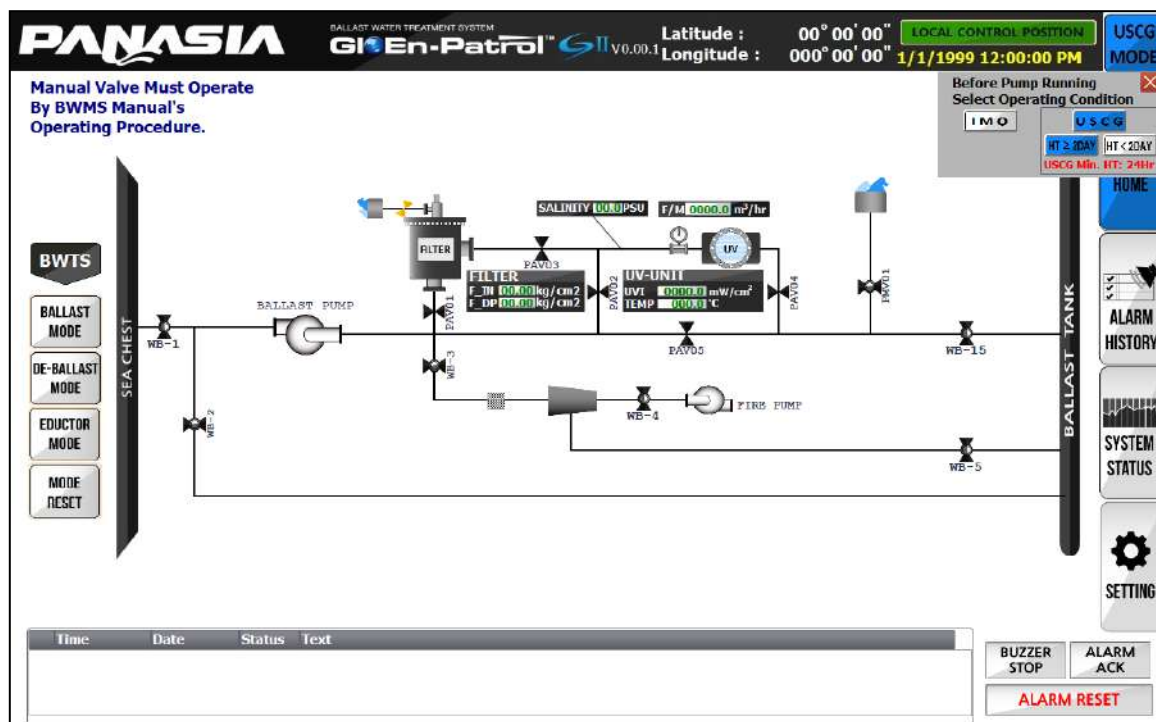 PANASIA
BALLAST WATER TREATMENT SYSTEM
GloEn-Patrol™ GSII V0.00.1
Latitude : 00° 00' 00"
Longitude : 000° 00' 00"
LOCAL CONTROL POSITION
1/1/1999 12:00:00 PM
USCG
MODE
Manual Valve Must Operate
By BWMS Manual's
Operating Procedure.
Before Pump Running
Select Operating Condition
IMO
USCG
HT ≥ 2DAY
HT < 2DAY
USCG Min. HT: 24Hr
HOME
ALARM
HISTORY
SYSTEM
STATUS
SETTING
BWTS
BALLAST
MODE
DE-BALLAST
MODE
EDUCTOR
MODE
MODE
RESET
SEA CHEST
WB-1
WB-2
BALLAST PUMP
FILTER
PAV01
WB-3
PAV03
FILTER
F_IN 00.00 kg/cm2
F_DP 00.00 kg/cm2
SALINITY 00.0 PSU
F/M 0000.0 m³/hr
UV
PAV02
UV-UNIT
UVI 0000.0 mW/cm²
TEMP 000.0 °C
PAV04
PAV05
PMV01
WB-15
WB-4
FIRE PUMP
WB-5
BALLAST TANK
Time Date Status Text
BUZZER
STOP
ALARM
ACK
ALARM RESET